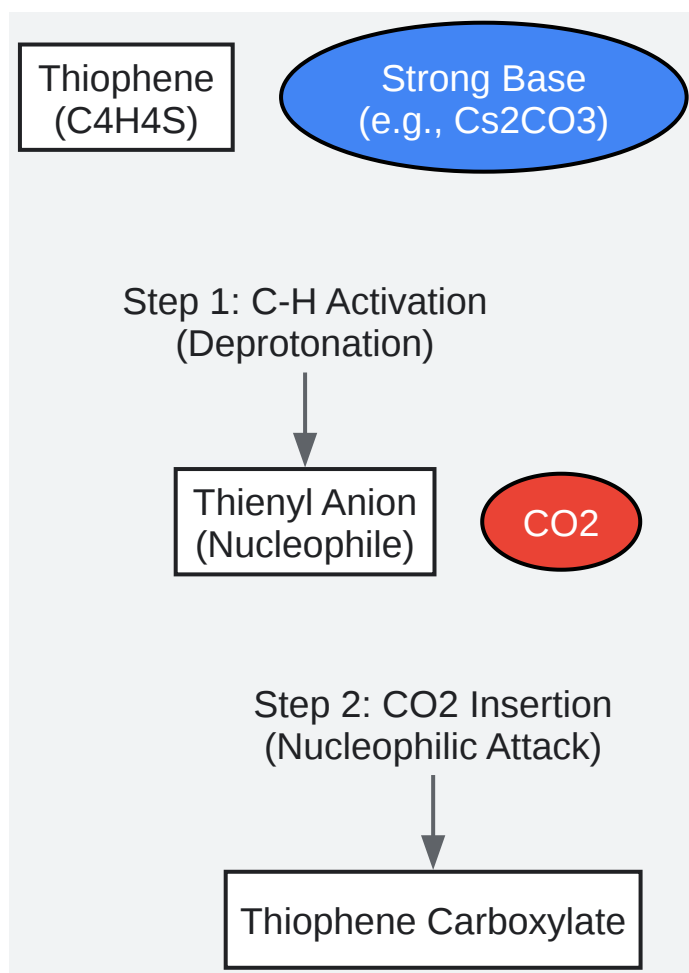 Thiophene
(C4H4S)
Strong Base
(e.g., Cs2CO3)
Step 1: C-H Activation
(Deprotonation)
Thienyl Anion
(Nucleophile)
CO2
Step 2: CO2 Insertion
(Nucleophilic Attack)
Thiophene Carboxylate